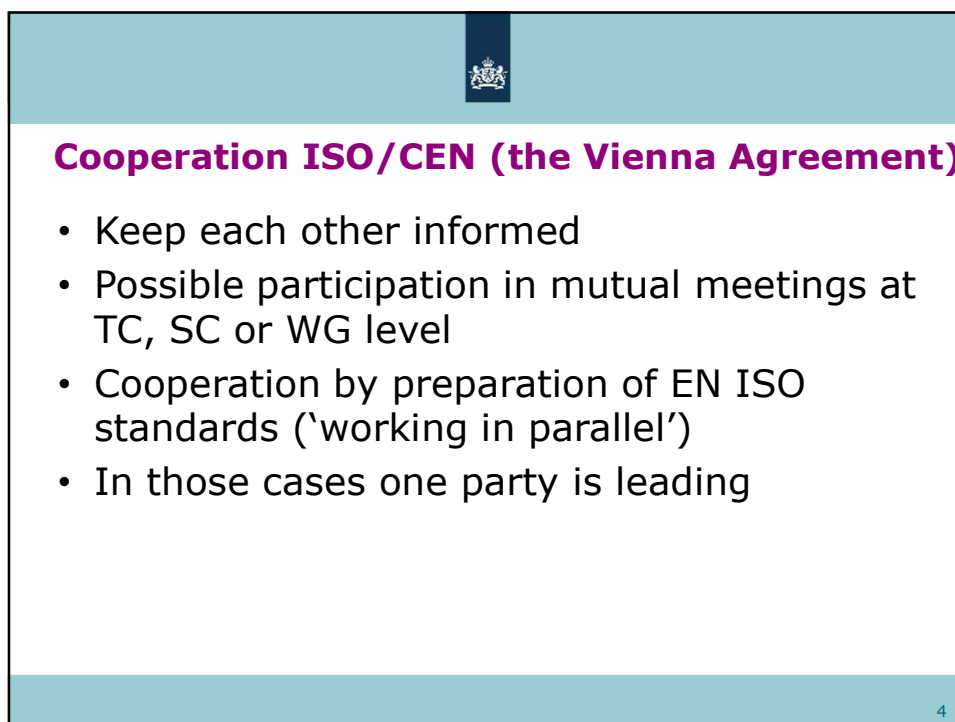 Cooperation ISO/CEN (the Vienna Agreement)
• Keep each other informed
• Possible participation in mutual meetings at
TC, SC or WG level
• Cooperation by preparation of EN ISO
standards (‘working in parallel’)
• In those cases one party is leading
4